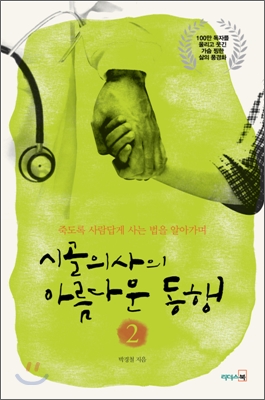 100만 독자를
울리고 웃긴
가슴 찡한
삶의 풍경화
죽도록 사람답게 사는 법을 알아가며
시골의사의
아름다운 동행
2
박경철 지음
리더스북